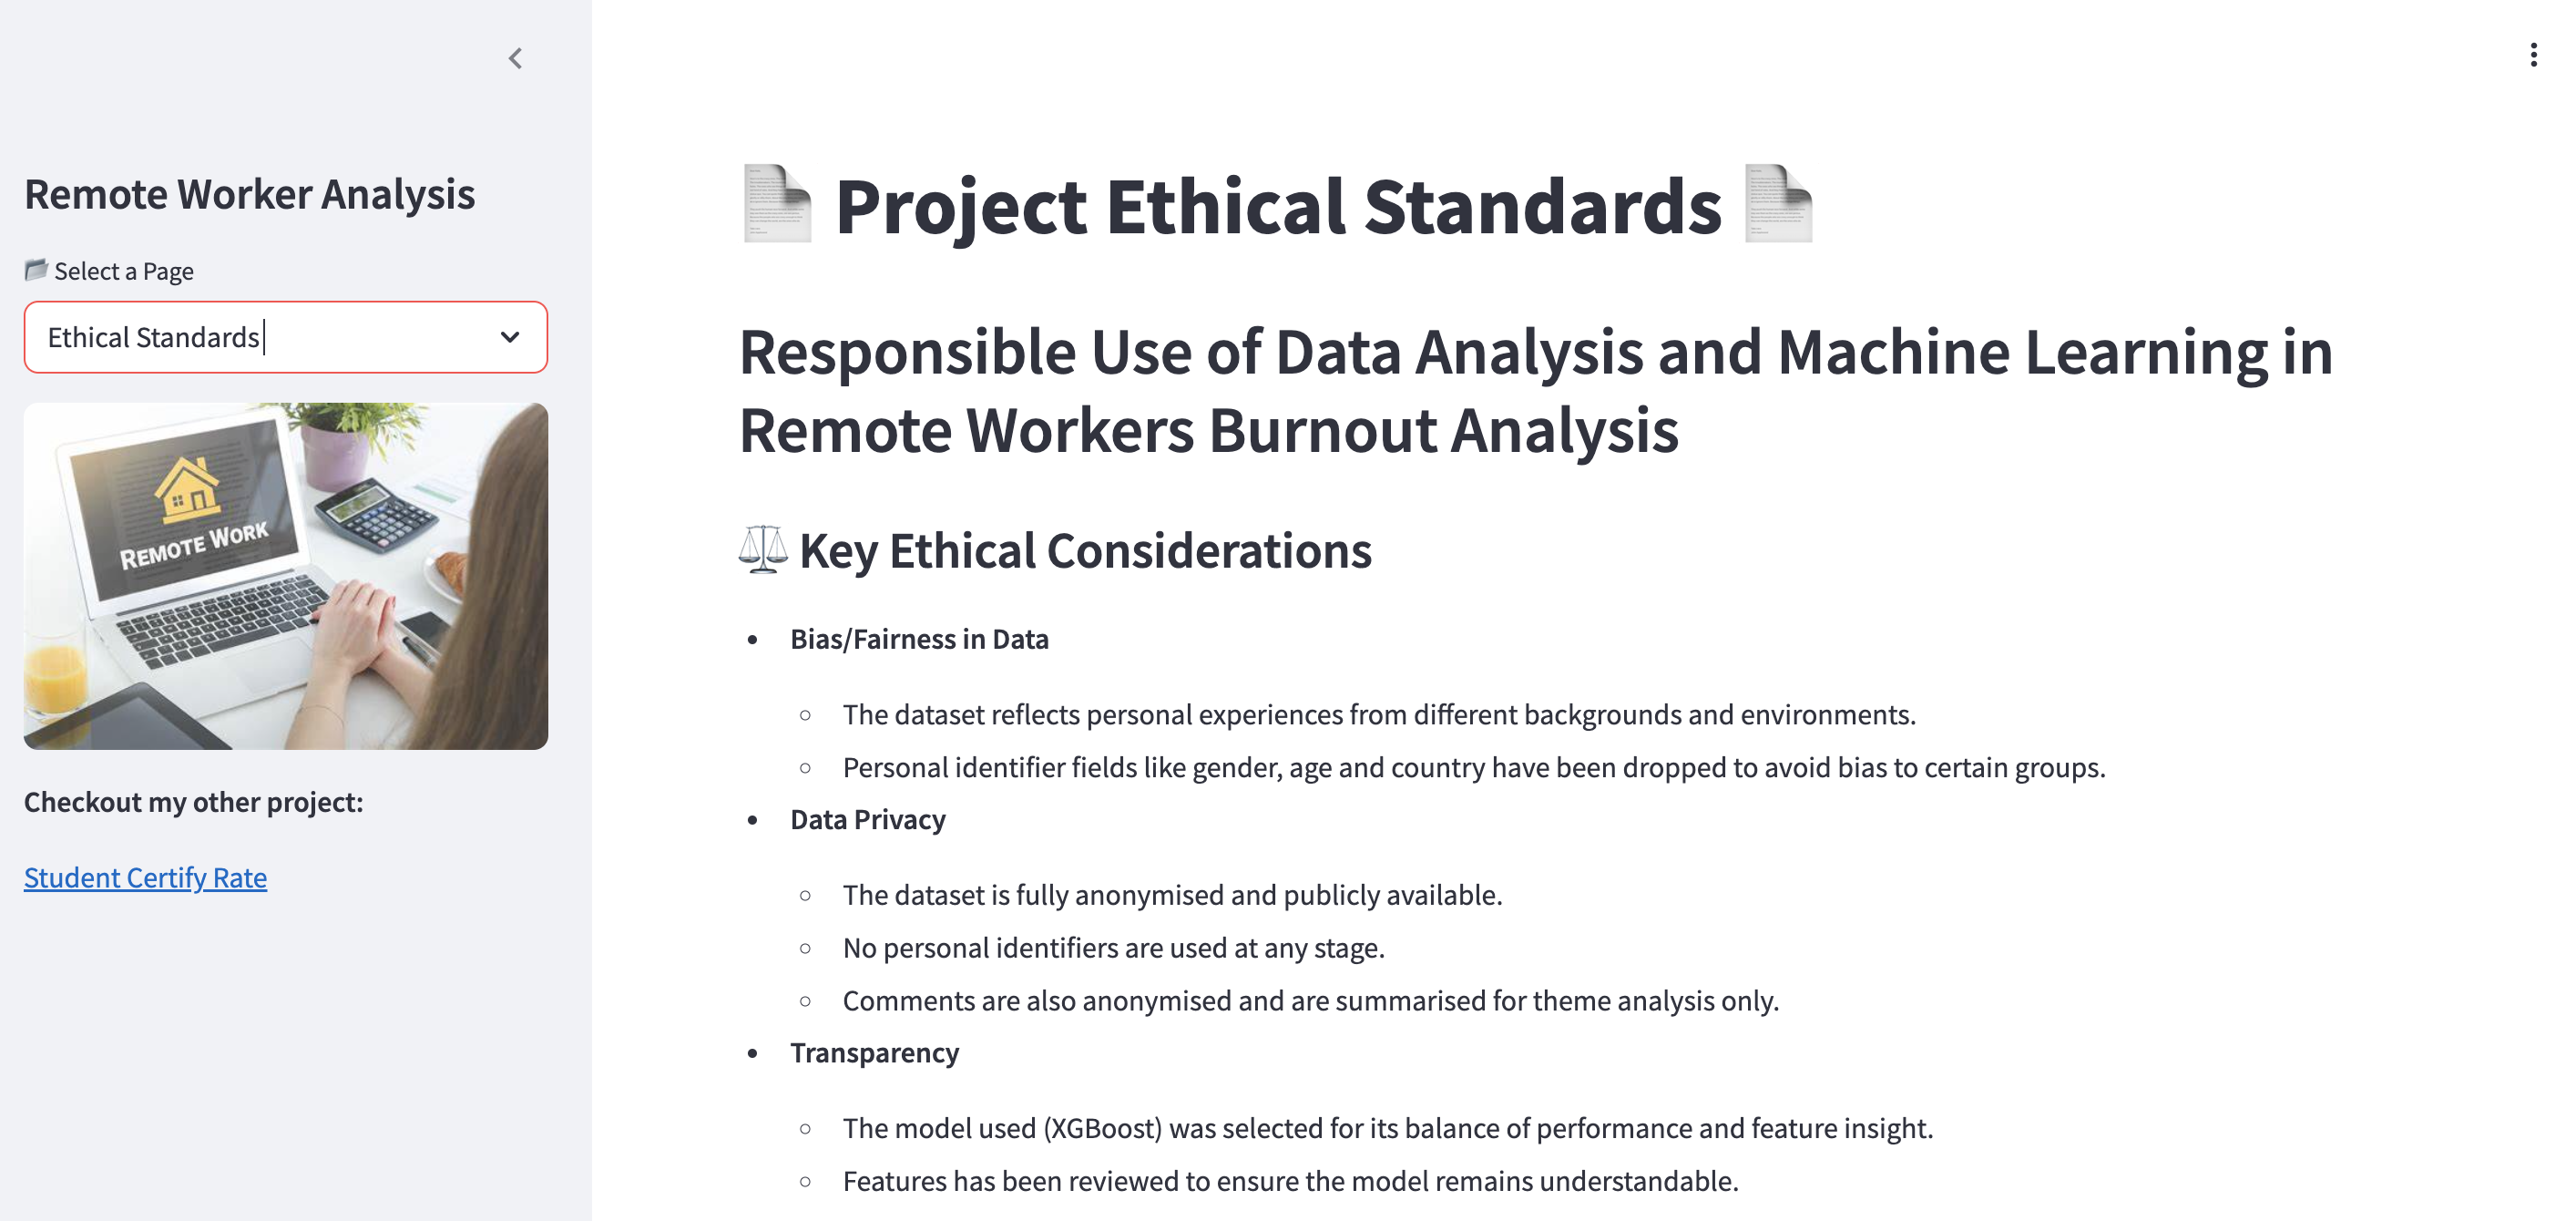 Remote Worker Analysis
Select a Page
Ethical Standards
REMOTE WORK
Checkout my other project:
Student Certify Rate
Project Ethical Standards
Responsible Use of Data Analysis and Machine Learning in
Remote Workers Burnout Analysis
Key Ethical Considerations
Bias/Fairness in Data
The dataset reflects personal experiences from different backgrounds and environments.
Personal identifier fields like gender, age and country have been dropped to avoid bias to certain groups.
Data Privacy
The dataset is fully anonymised and publicly available.
No personal identifiers are used at any stage.
Comments are also anonymised and are summarised for theme analysis only.
Transparency
The model used (XGBoost) was selected for its balance of performance and feature insight.
Features has been reviewed to ensure the model remains understandable.